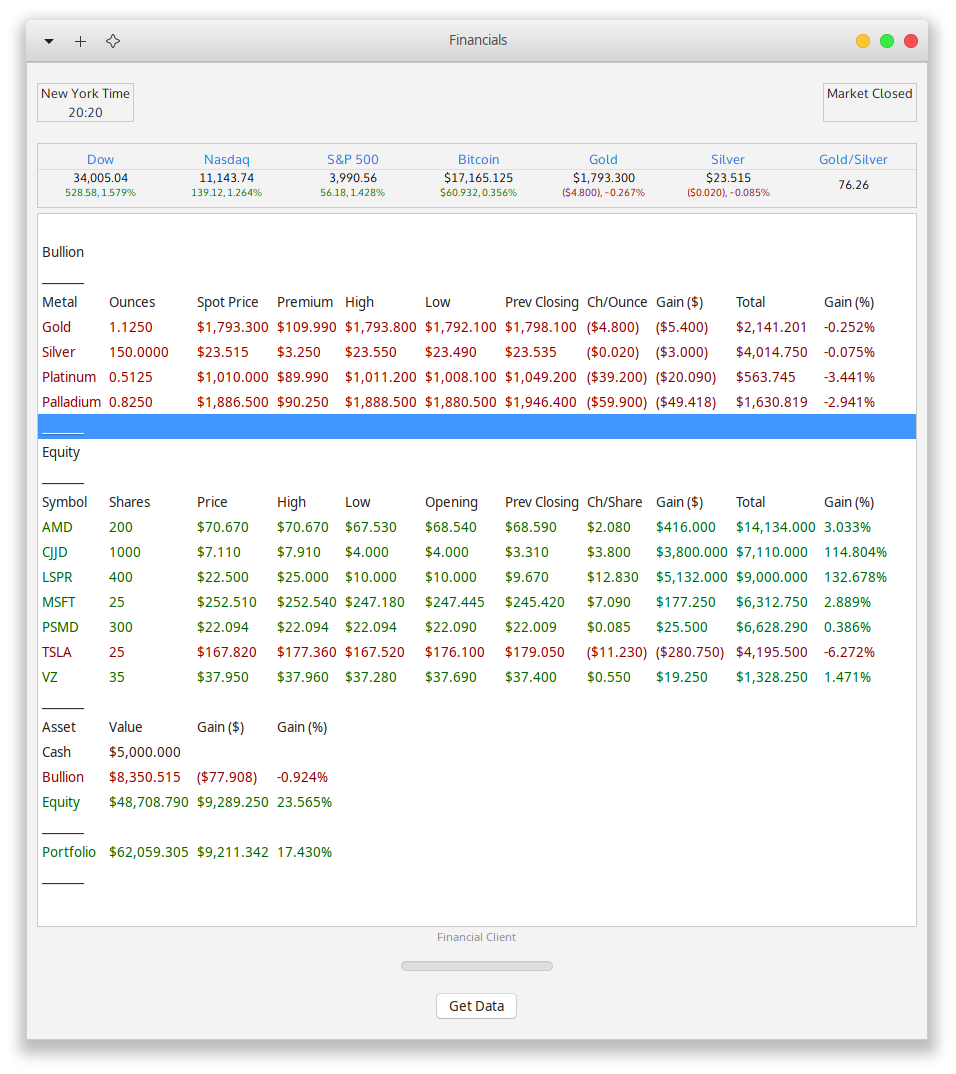 Financials
New York Time
20:20
Market Closed
Dow Nasdaq S&P 500 Bitcoin Gold Silver Gold/Silver
34,005.04 11,143.74 3,990.56 $17,165.125 $1,793.300 $23.515 76.26
528.58, 1.579% 139.12, 1.264% 56.18, 1.428% $60.932, 0.356% ($4.800), -0.267% ($0.020), -0.085%
Bullion
_______
Metal Ounces Spot Price Premium High Low Prev Closing Ch/Ounce Gain ($) Total Gain (%)
Gold 1.1250 $1,793.300 $109.990 $1,793.800 $1,792.100 $1,798.100 ($4.800) ($5.400) $2,141.201 -0.252%
Silver 150.0000 $23.515 $3.250 $23.550 $23.490 $23.535 ($0.020) ($3.000) $4,014.750 -0.075%
Platinum 0.5125 $1,010.000 $89.990 $1,011.200 $1,008.100 $1,049.200 ($39.200) ($20.090) $563.745 -3.441%
Palladium 0.8250 $1,886.500 $90.250 $1,888.500 $1,880.500 $1,946.400 ($59.900) ($49.418) $1,630.819 -2.941%
_______
Equity
_______
Symbol Shares Price High Low Opening Prev Closing Ch/Share Gain ($) Total Gain (%)
AMD 200 $70.670 $70.670 $67.530 $68.540 $68.590 $2.080 $416.000 $14,134.000 3.033%
CJJD 1000 $7.110 $7.910 $4.000 $4.000 $3.310 $3.800 $3,800.000 $7,110.000 114.804%
LSPR 400 $22.500 $25.000 $10.000 $10.000 $9.670 $12.830 $5,132.000 $9,000.000 132.678%
MSFT 25 $252.510 $252.540 $247.180 $247.445 $245.420 $7.090 $177.250 $6,312.750 2.889%
PSMD 300 $22.094 $22.094 $22.094 $22.090 $22.009 $0.085 $25.500 $6,628.290 0.386%
TSLA 25 $167.820 $177.360 $167.520 $176.100 $179.050 ($11.230) ($280.750) $4,195.500 -6.272%
VZ 35 $37.950 $37.960 $37.280 $37.690 $37.400 $0.550 $19.250 $1,328.250 1.471%
_______
Asset Value Gain ($) Gain (%)
Cash $5,000.000
Bullion $8,350.515 ($77.908) -0.924%
Equity $48,708.790 $9,289.250 23.565%
_______
Portfolio $62,059.305 $9,211.342 17.430%
_______
Financial Client
Get Data